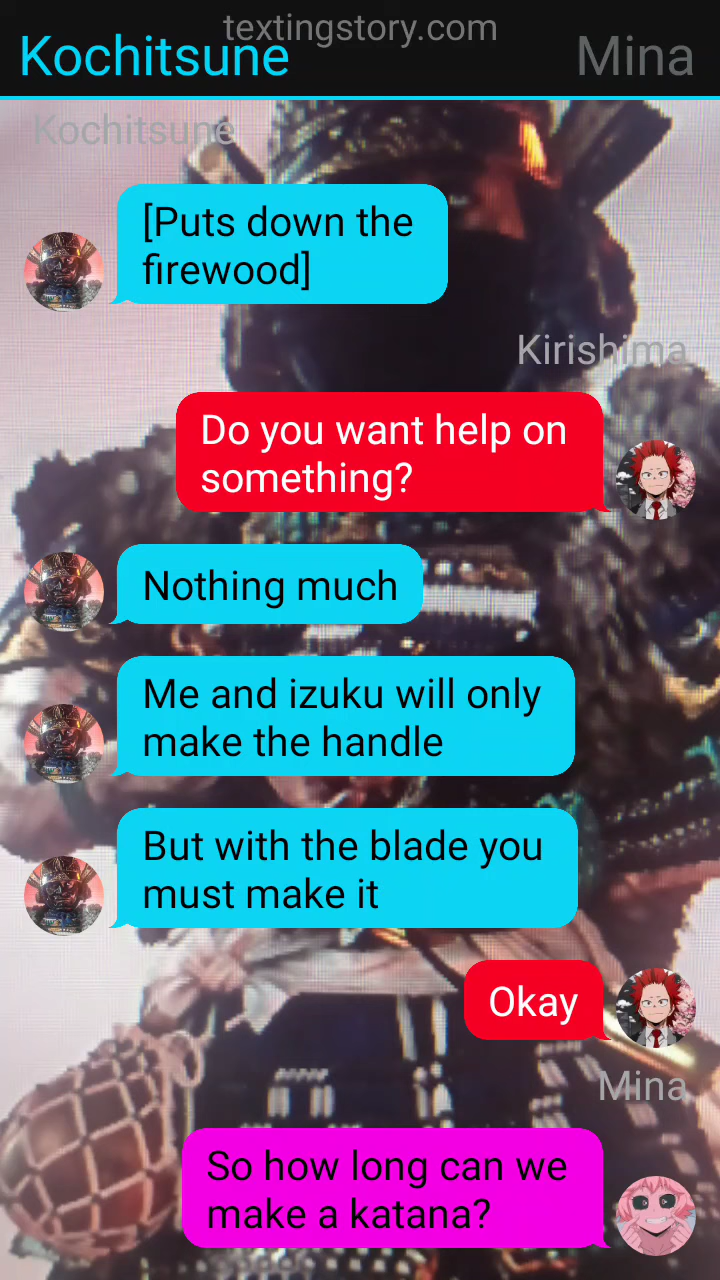 textingstory.com
Kochitsune
Mina
Kochitsune
[Puts down the
firewood]
Kirishima
Do you want help on
something?
Nothing much
Me and izuku will only
make the handle
But with the blade you
must make it
Okay
Mina
So how long can we
make a katana?